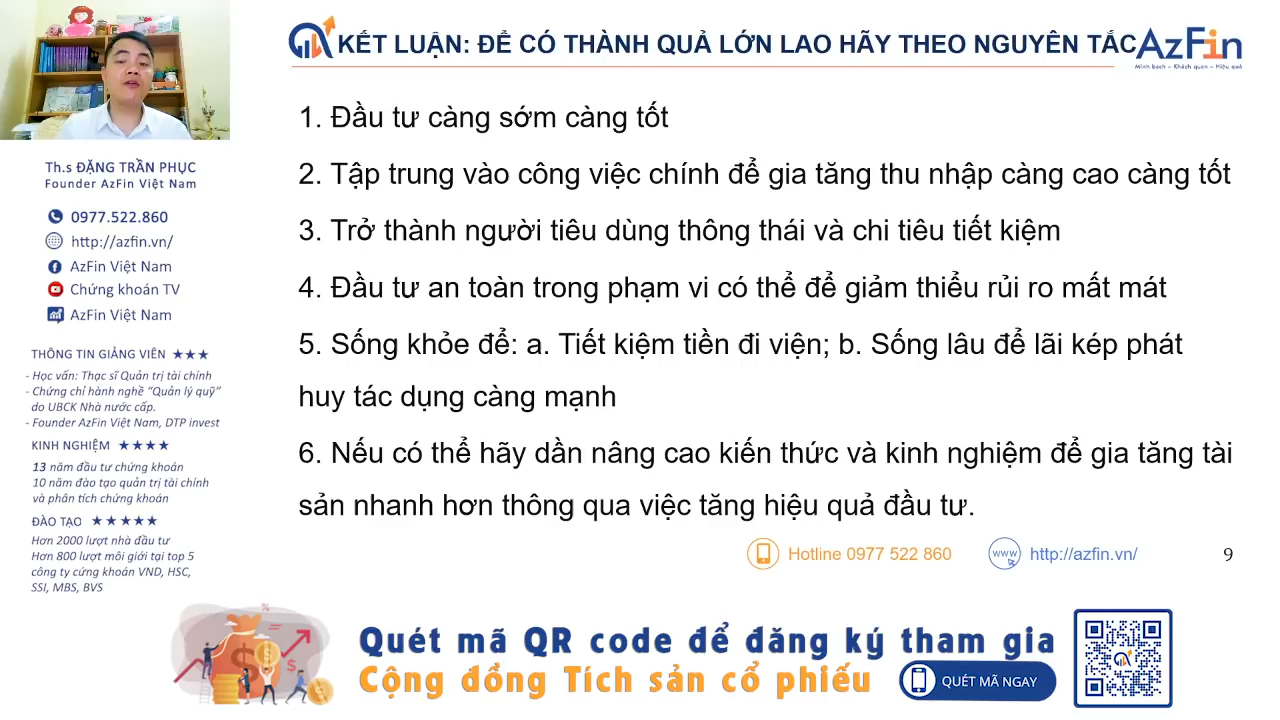 KẾT LUẬN: ĐỂ CÓ THÀNH QUẢ LỚN LAO HÃY THEO NGUYÊN TẮC
AzFin
Minh bạch – Khách quan – Hiệu quả
1. Đầu tư càng sớm càng tốt
2. Tập trung vào công việc chính để gia tăng thu nhập càng cao càng tốt
3. Trở thành người tiêu dùng thông thái và chi tiêu tiết kiệm
4. Đầu tư an toàn trong phạm vi có thể để giảm thiểu rủi ro mất mát
5. Sống khỏe để: a. Tiết kiệm tiền đi viện; b. Sống lâu để lãi kép phát
huy tác dụng càng mạnh
6. Nếu có thể hãy dần nâng cao kiến thức và kinh nghiệm để gia tăng tài
sản nhanh hơn thông qua việc tăng hiệu quả đầu tư.
Th.s ĐẶNG TRẦN PHỤC
Founder AzFin Việt Nam
0977.522.860
http://azfin.vn/
AzFin Việt Nam
Chứng khoán TV
AzFin Việt Nam
THÔNG TIN GIẢNG VIÊN ★★★
- Học vấn: Thạc sĩ Quản trị tài chính
- Chứng chỉ hành nghề "Quản lý quỹ"
do UBCK Nhà nước cấp.
- Founder AzFin Việt Nam, DTP invest
KINH NGHIỆM ★★★★
13 năm đầu tư chứng khoán
10 năm đào tạo quản trị tài chính
và phân tích chứng khoán
ĐÀO TẠO ★★★★★
Hơn 2000 lượt nhà đầu tư
Hơn 800 lượt môi giới tại top 5
công ty cứng khoán VND, HSC,
SSI, MBS, BVS
Hotline 0977 522 860
www
http://azfin.vn/
9
Quét mã QR code để đăng ký tham gia
Cộng đồng Tích sản cổ phiếu
QUÉT MÃ NGAY